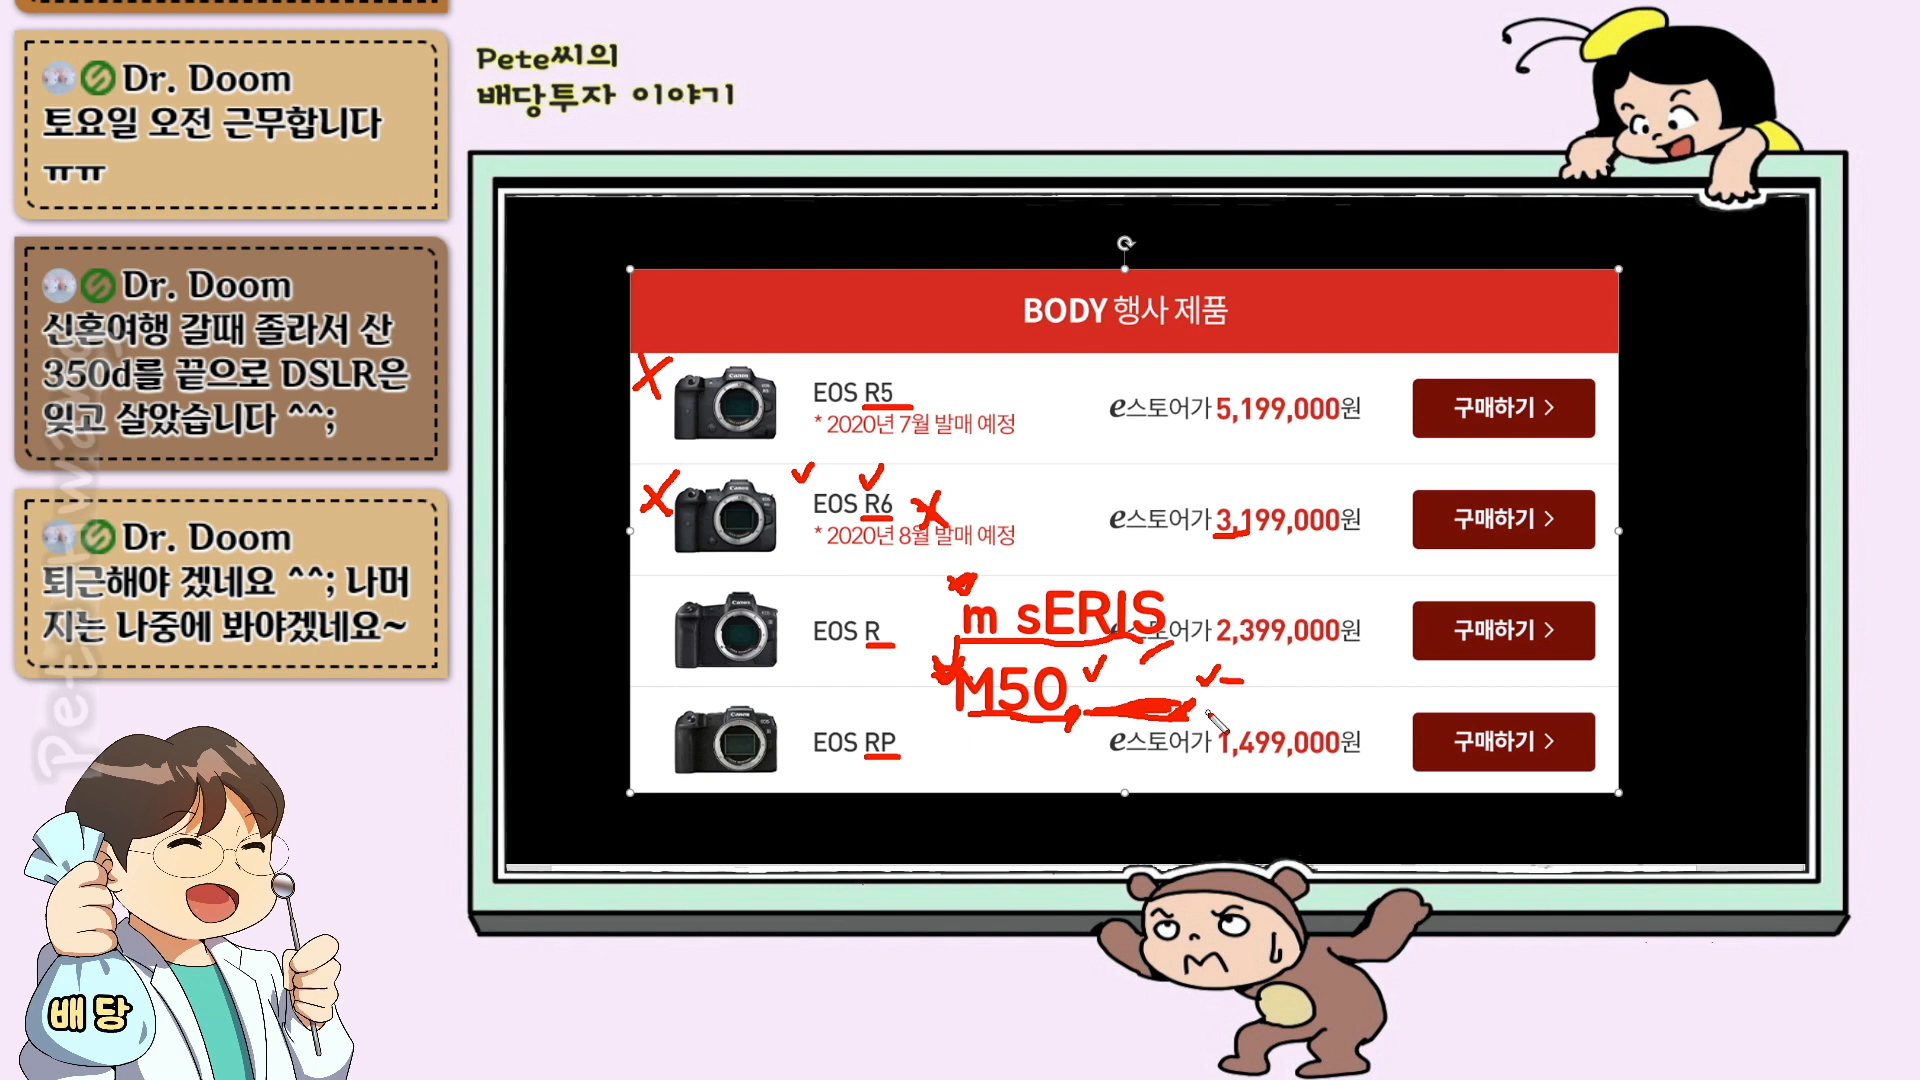 Dr. Doom
토요일 오전 근무합니다
ㅠㅠ
Dr. Doom
신혼여행 갈때 졸라서 산
350d를 끝으로 DSLR은
잊고 살았습니다 ^^;
Dr. Doom
퇴근해야 겠네요 ^^; 나머
지는 나중에 봐야겠네요~
Pete씨의
배당투자 이야기
BODY 행사 제품
EOS R5
* 2020년 7월 발매 예정
e스토어가 5,199,000원
구매하기 >
EOS R6
* 2020년 8월 발매 예정
e스토어가 3,199,000원
구매하기 >
EOS R
e스토어가 2,399,000원
구매하기 >
m sERIS
M50
EOS RP
e스토어가 1,499,000원
구매하기 >
배당